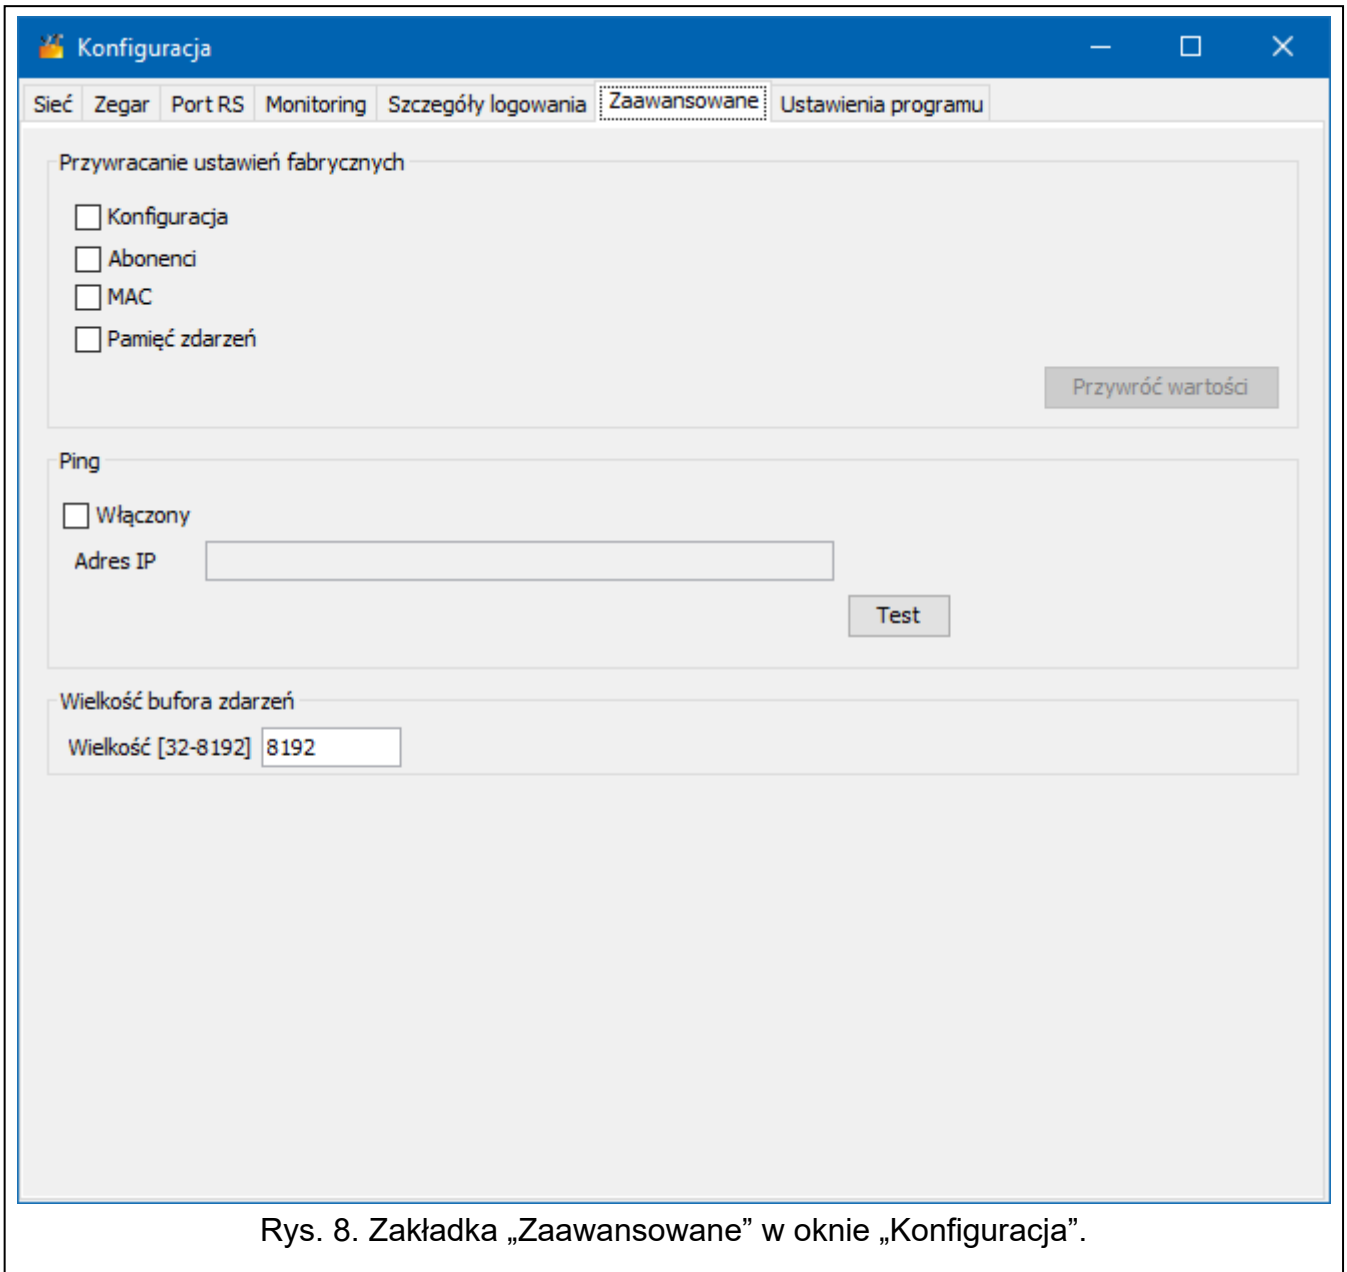 Konfiguracja
Sieć Zegar Port RS Monitoring Szczegóły logowania Zaawansowane Ustawienia programu
Przywracanie ustawień fabrycznych
Konfiguracja
Abonenci
MAC
Pamięć zdarzeń
Przywróć wartości
Ping
Włączony
Adres IP
Test
Wielkość bufora zdarzeń
Wielkość [32-8192] 8192
Rys. 8. Zakładka „Zaawansowane” w oknie „Konfiguracja”.